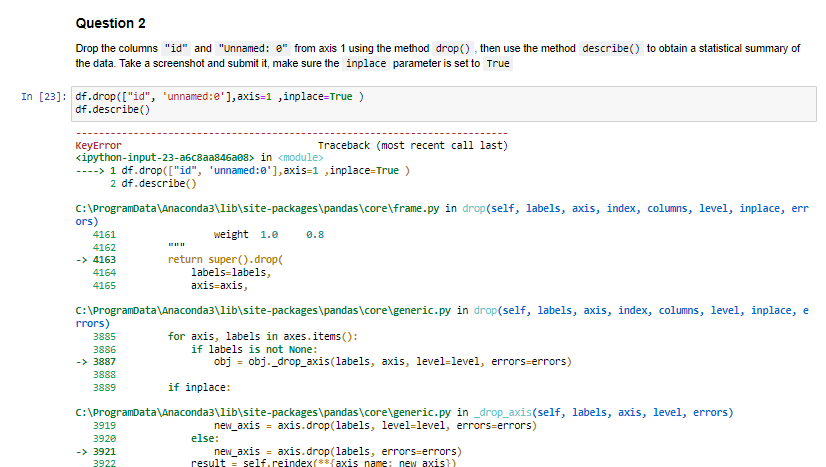 Question 2
Drop the columns "id" and "Unnamed: 0" from axis 1 using the method drop() , then use the method describe() to obtain a statistical summary of
the data. Take a screenshot and submit it, make sure the inplace parameter is set to True
In [23]: df.drop(["id", 'unnamed:0'],axis=1 ,inplace=True )
df.describe()
---------------------------------------------------------------------------
KeyError                                  Traceback (most recent call last)
<ipython-input-23-a6c8aa846a08> in <module>
----> 1 df.drop(["id", 'unnamed:0'],axis=1 ,inplace=True )
      2 df.describe()
C:\ProgramData\Anaconda3\lib\site-packages\pandas\core\frame.py in drop(self, labels, axis, index, columns, level, inplace, err
ors)
   4161                 weight  1.0     0.8
   4162         """
-> 4163         return super().drop(
   4164             labels=labels,
   4165             axis=axis,
C:\ProgramData\Anaconda3\lib\site-packages\pandas\core\generic.py in drop(self, labels, axis, index, columns, level, inplace, e
rrors)
   3885         for axis, labels in axes.items():
   3886             if labels is not None:
-> 3887                 obj = obj._drop_axis(labels, axis, level=level, errors=errors)
   3888
   3889         if inplace:
C:\ProgramData\Anaconda3\lib\site-packages\pandas\core\generic.py in _drop_axis(self, labels, axis, level, errors)
   3919                 new_axis = axis.drop(labels, level=level, errors=errors)
   3920             else:
-> 3921                 new_axis = axis.drop(labels, errors=errors)
   3922             result = self.reindex(**{axis_name: new_axis})